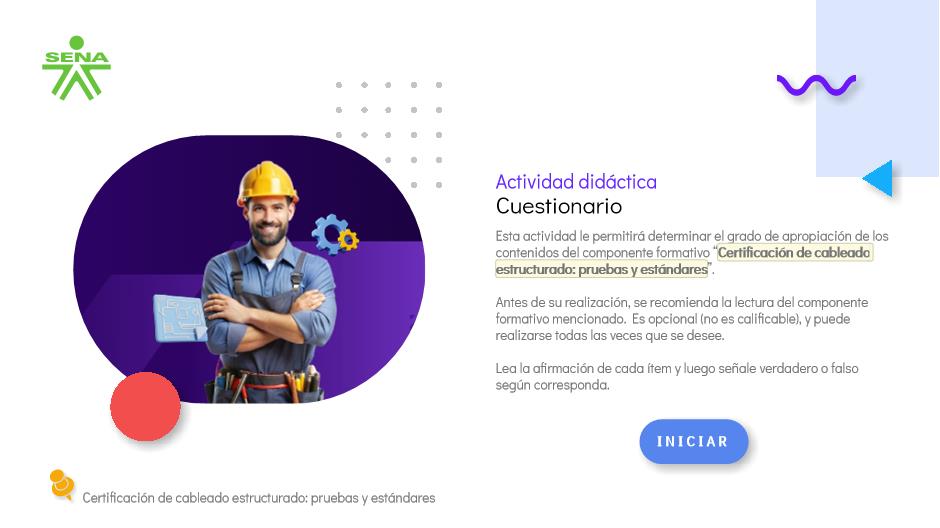 SENA
Actividad didáctica
Cuestionario
Esta actividad le permitirá determinar el grado de apropiación de los
contenidos del componente formativo “Certificación de cableado
estructurado: pruebas y estándares”.
Antes de su realización, se recomienda la lectura del componente
formativo mencionado. Es opcional (no es calificable), y puede
realizarse todas las veces que se desee.
Lea la afirmación de cada ítem y luego señale verdadero o falso
según corresponda.
INICIAR
Certificación de cableado estructurado: pruebas y estándares